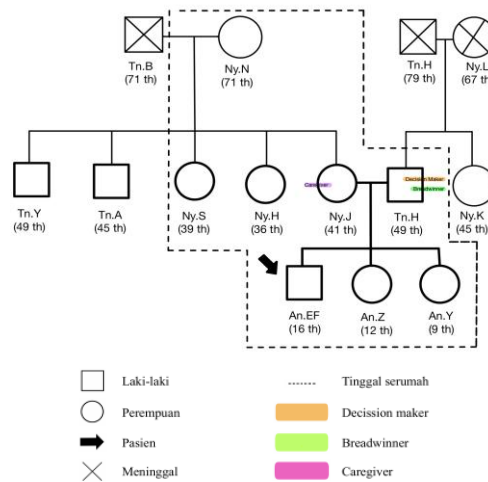 Tn.B
(71 th)
Ny.N
(71 th)
Tn.H
(79 th)
Ny.L
(67 th)
Tn.Y
(49 th)
Tn.A
(45 th)
Ny.S
(39 th)
Ny.H
(36 th)
Caregiver
Ny.J
(41 th)
Decission Maker
Breadwinner
Tn.H
(49 th)
Ny.K
(45 th)
An.EF
(16 th)
An.Z
(12 th)
An.Y
(9 th)
Laki-laki
Tinggal serumah
Perempuan
Decission maker
Pasien
Breadwinner
Meninggal
Caregiver